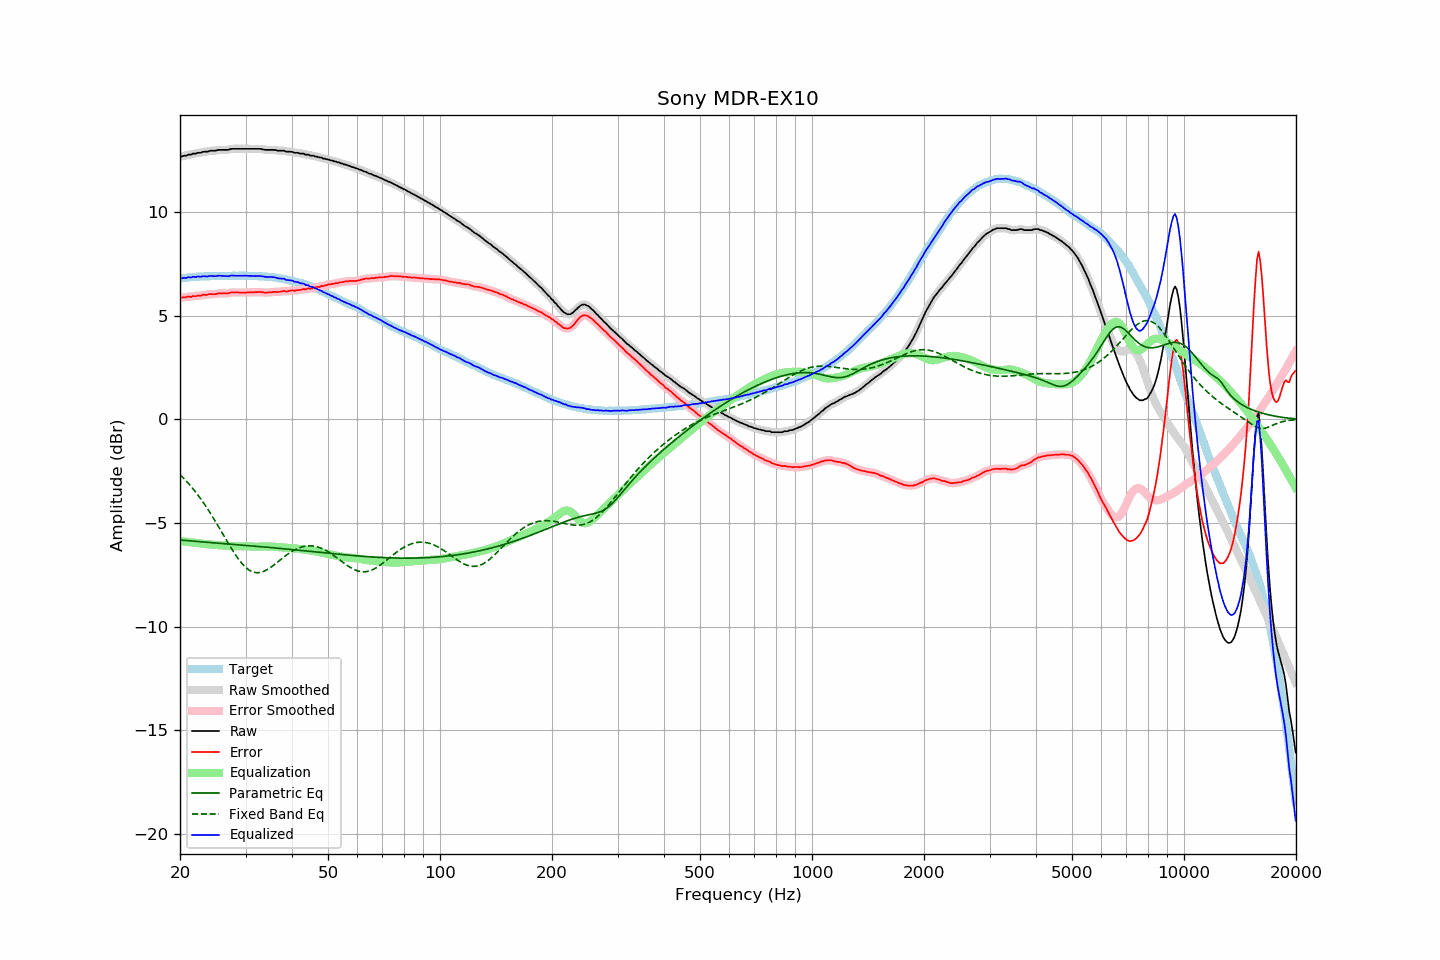 Sony MDR-EX10
Amplitude (dBr)
10
5
0
−5
−10
−15
−20
Target
Raw Smoothed
Error Smoothed
Raw
Error
Equalization
Parametric Eq
Fixed Band Eq
Equalized
20 50 100 200 500 1000 2000 5000 10000 20000
Frequency (Hz)